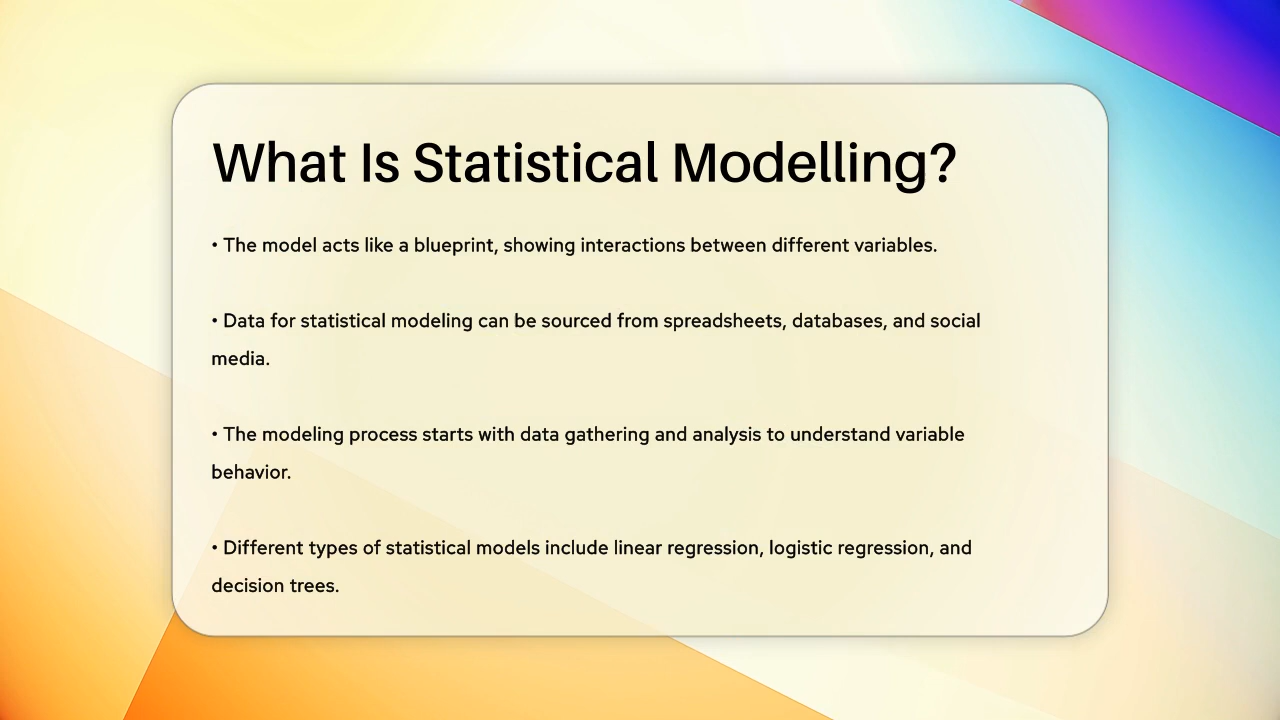 What Is Statistical Modelling?
• The model acts like a blueprint, showing interactions between different variables.
• Data for statistical modeling can be sourced from spreadsheets, databases, and social
media.
• The modeling process starts with data gathering and analysis to understand variable
behavior.
• Different types of statistical models include linear regression, logistic regression, and
decision trees.